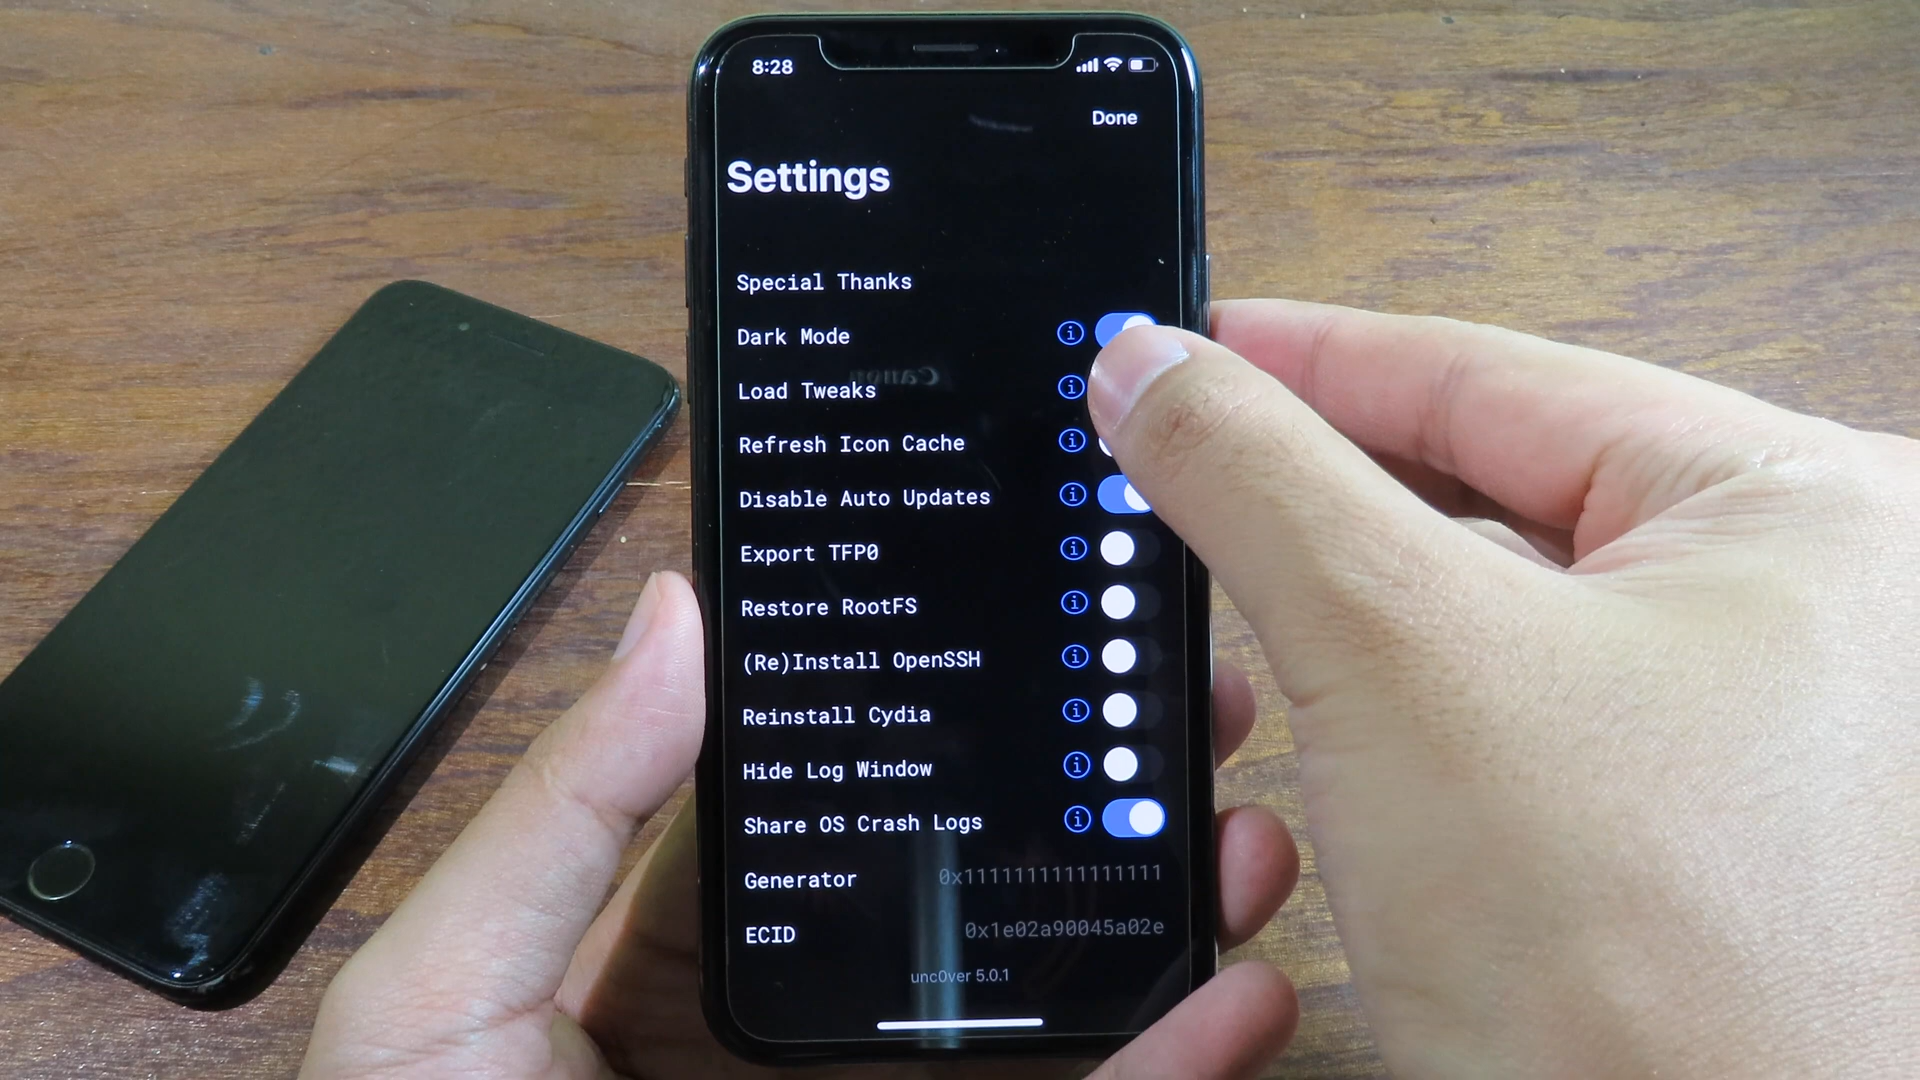 8:28
Done
Settings
Special Thanks
Dark Mode
Load Tweaks
Refresh Icon Cache
Disable Auto Updates
Export TFP0
Restore RootFS
(Re)Install OpenSSH
Reinstall Cydia
Hide Log Window
Share OS Crash Logs
Generator 0x1111111111111111
ECID 0x1e02a90045a02e
unc0ver 5.0.1
Canon